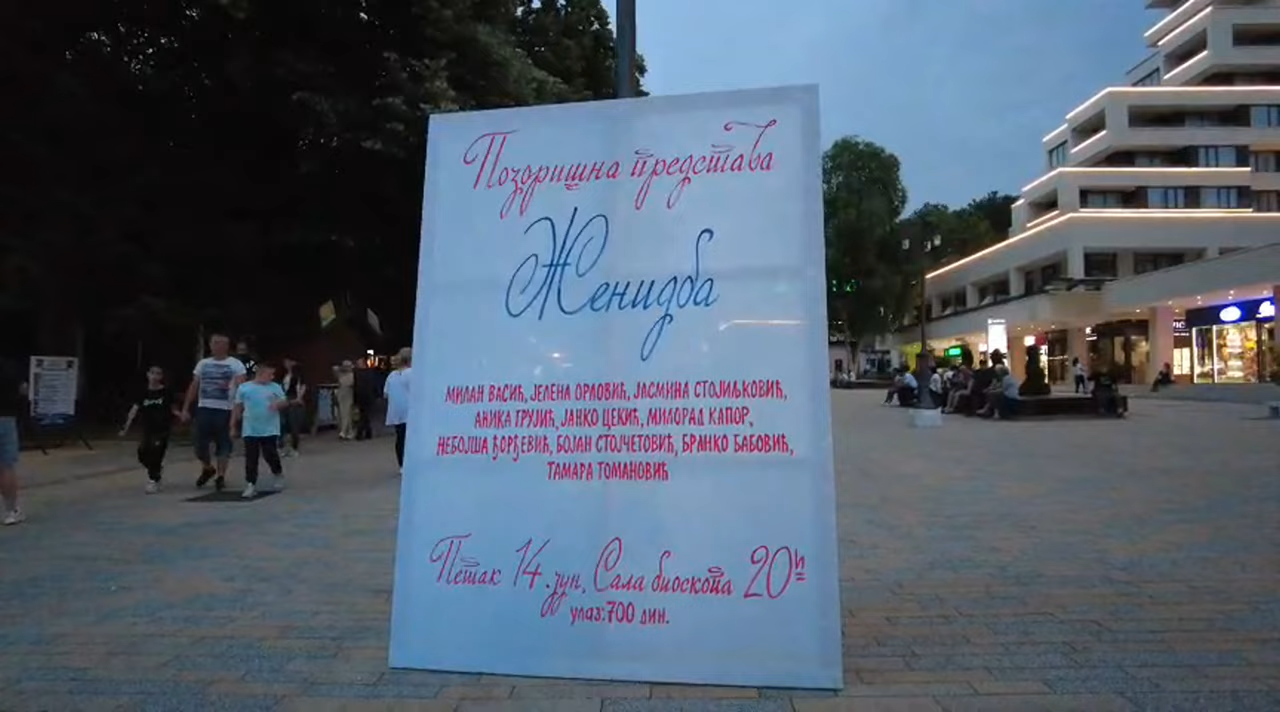 Позоришна представа
Женидба
МИЛАН ВАСИЋ, ЈЕЛЕНА ОРЛОВИЋ, ЈАСМИНА СТОЈИЉКОВИЋ,
АНИКА ГРУЈИЋ, ЈАНКО ЦЕКИЋ, МИЛОРАД КАПОР,
НЕБОЈША ЂОРЂЕВИЋ, БОЈАН СТОЈЧЕТОВИЋ, БРАНКО БАБОВИЋ,
ТАМАРА ТОМАНОВИЋ
Петак 14. јун, Сала биоскопа 20h
улаз: 700 дин.